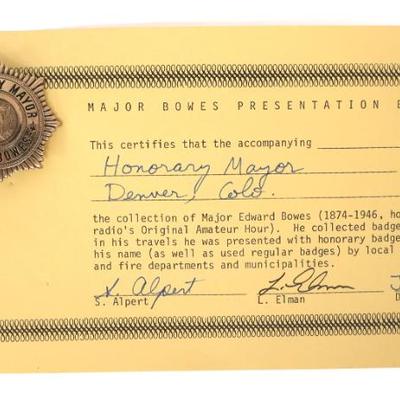 Y MAYOR
BOWES
MAJOR BOWES PRESENTATION B
This certifies that the accompanying
Honorary Mayor
Denver, Colo.
the collection of Major Edward Bowes (1874-1946, ho
radio's Original Amateur Hour). He collected badge
in his travels he was presented with honorary badge
his name (as well as used regular badges) by local
and fire departments and municipalities.
S. Alpert L. Elman J
S. Alpert L. Elman D